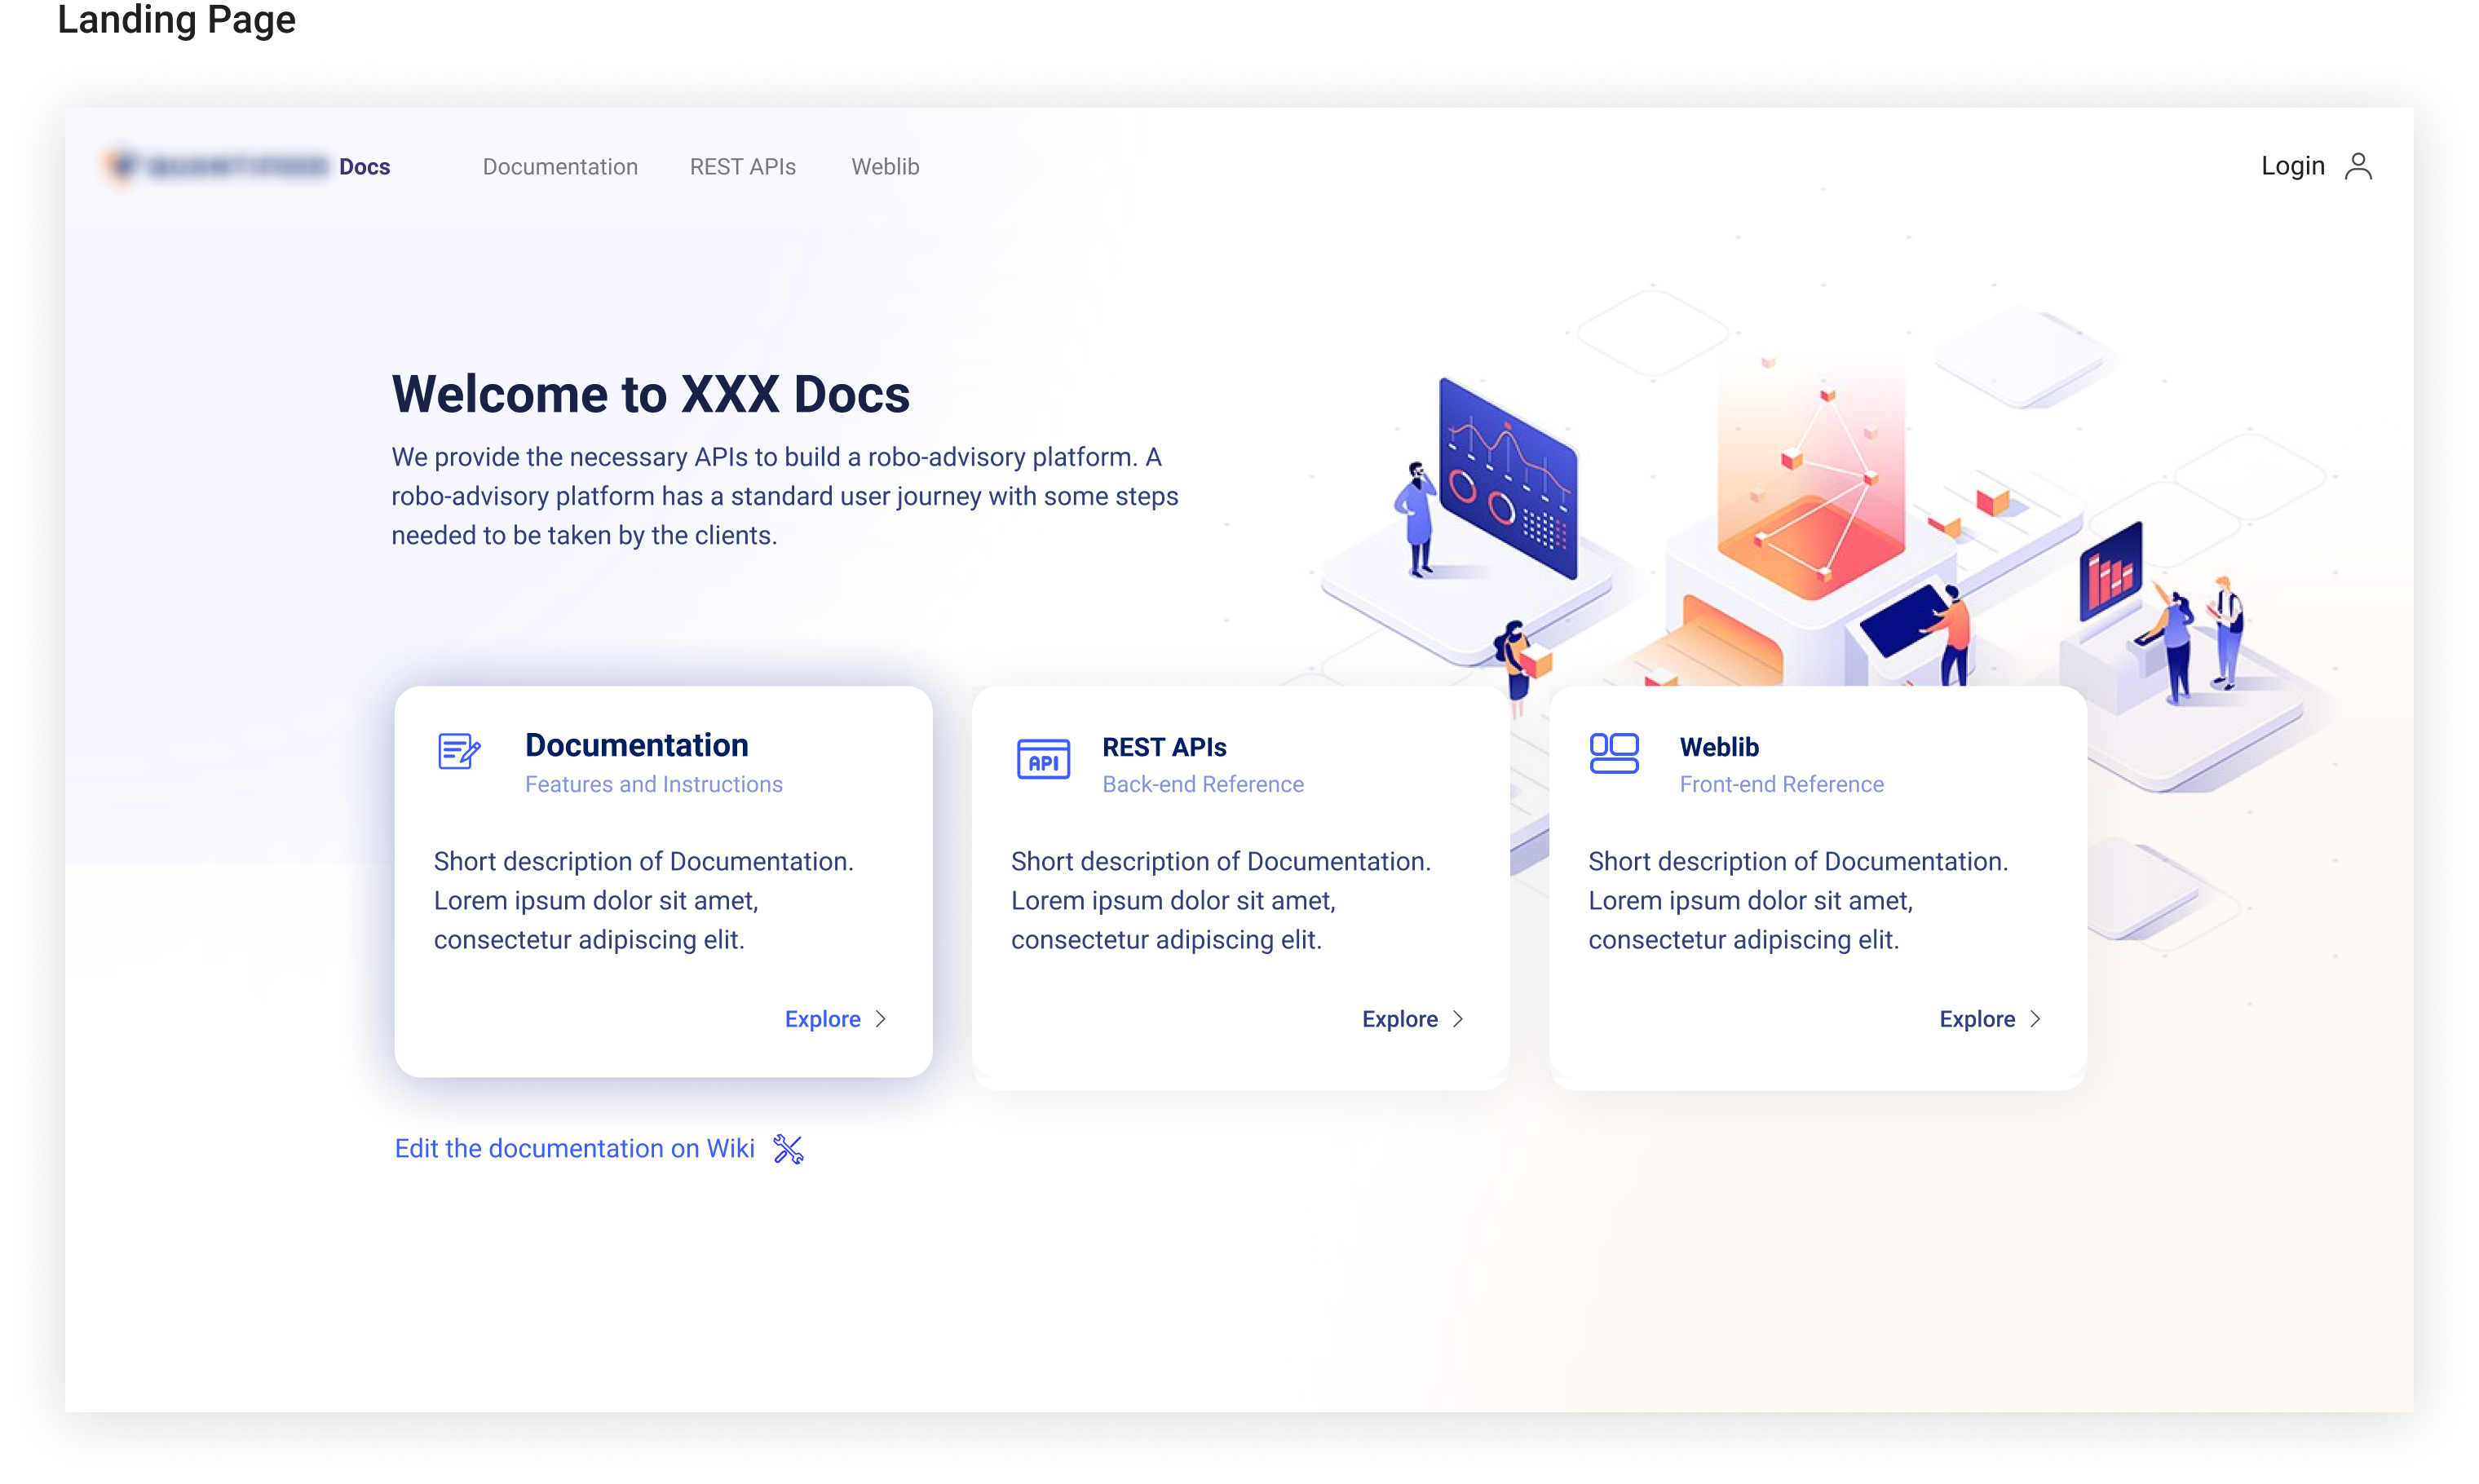 Landing Page
Docs
Documentation
REST APIs
Weblib
Login
Welcome to XXX Docs
We provide the necessary APIs to build a robo-advisory platform. A
robo-advisory platform has a standard user journey with some steps
needed to be taken by the clients.
Documentation
Features and Instructions
Short description of Documentation.
Lorem ipsum dolor sit amet,
consectetur adipiscing elit.
Explore
API
REST APIs
Back-end Reference
Short description of Documentation.
Lorem ipsum dolor sit amet,
consectetur adipiscing elit.
Explore
Weblib
Front-end Reference
Short description of Documentation.
Lorem ipsum dolor sit amet,
consectetur adipiscing elit.
Explore
Edit the documentation on Wiki